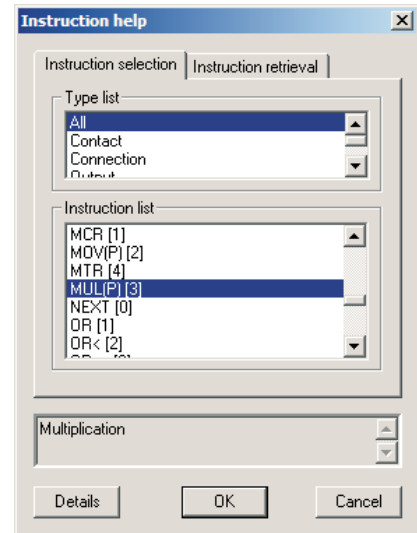 Instruction help
Instruction selection
Instruction retrieval
Type list
All
Contact
Connection
Output
Instruction list
MCR [1]
MOV(P) [2]
MTR [4]
MUL(P) [3]
NEXT [0]
OR [1]
OR< [2]
Multiplication
Details
OK
Cancel